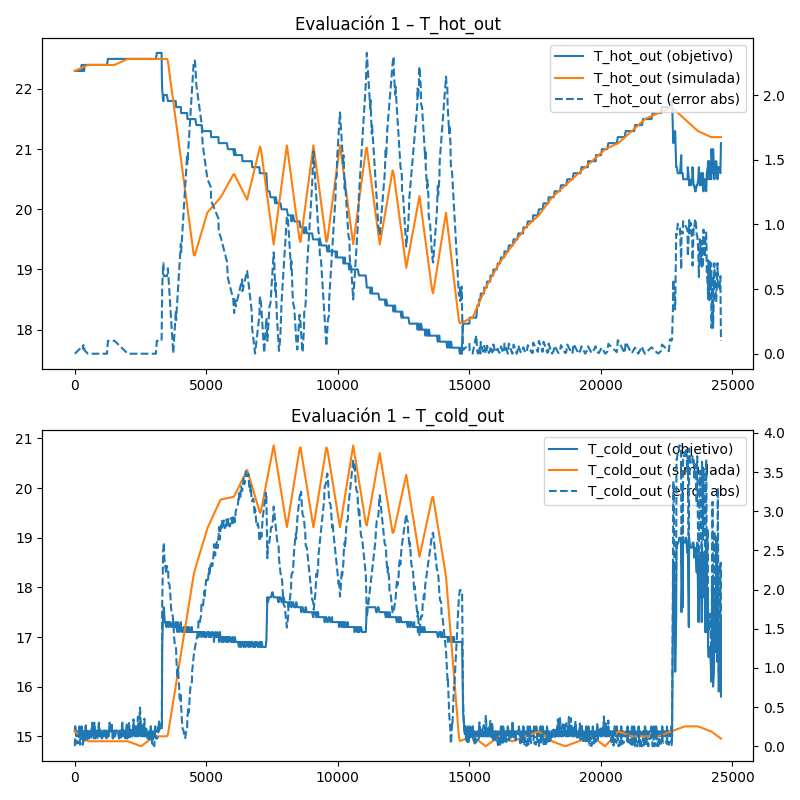 Evaluación 1 – T_hot_out
T_hot_out (objetivo)
T_hot_out (simulada)
T_hot_out (error abs)
22
21
20
19
18
2.0
1.5
1.0
0.5
0.0
0 5000 10000 15000 20000 25000
Evaluación 1 – T_cold_out
T_cold_out (objetivo)
T_cold_out (simulada)
T_cold_out (error abs)
21
20
19
18
17
16
15
4.0
3.5
3.0
2.5
2.0
1.5
1.0
0.5
0.0
0 5000 10000 15000 20000 25000